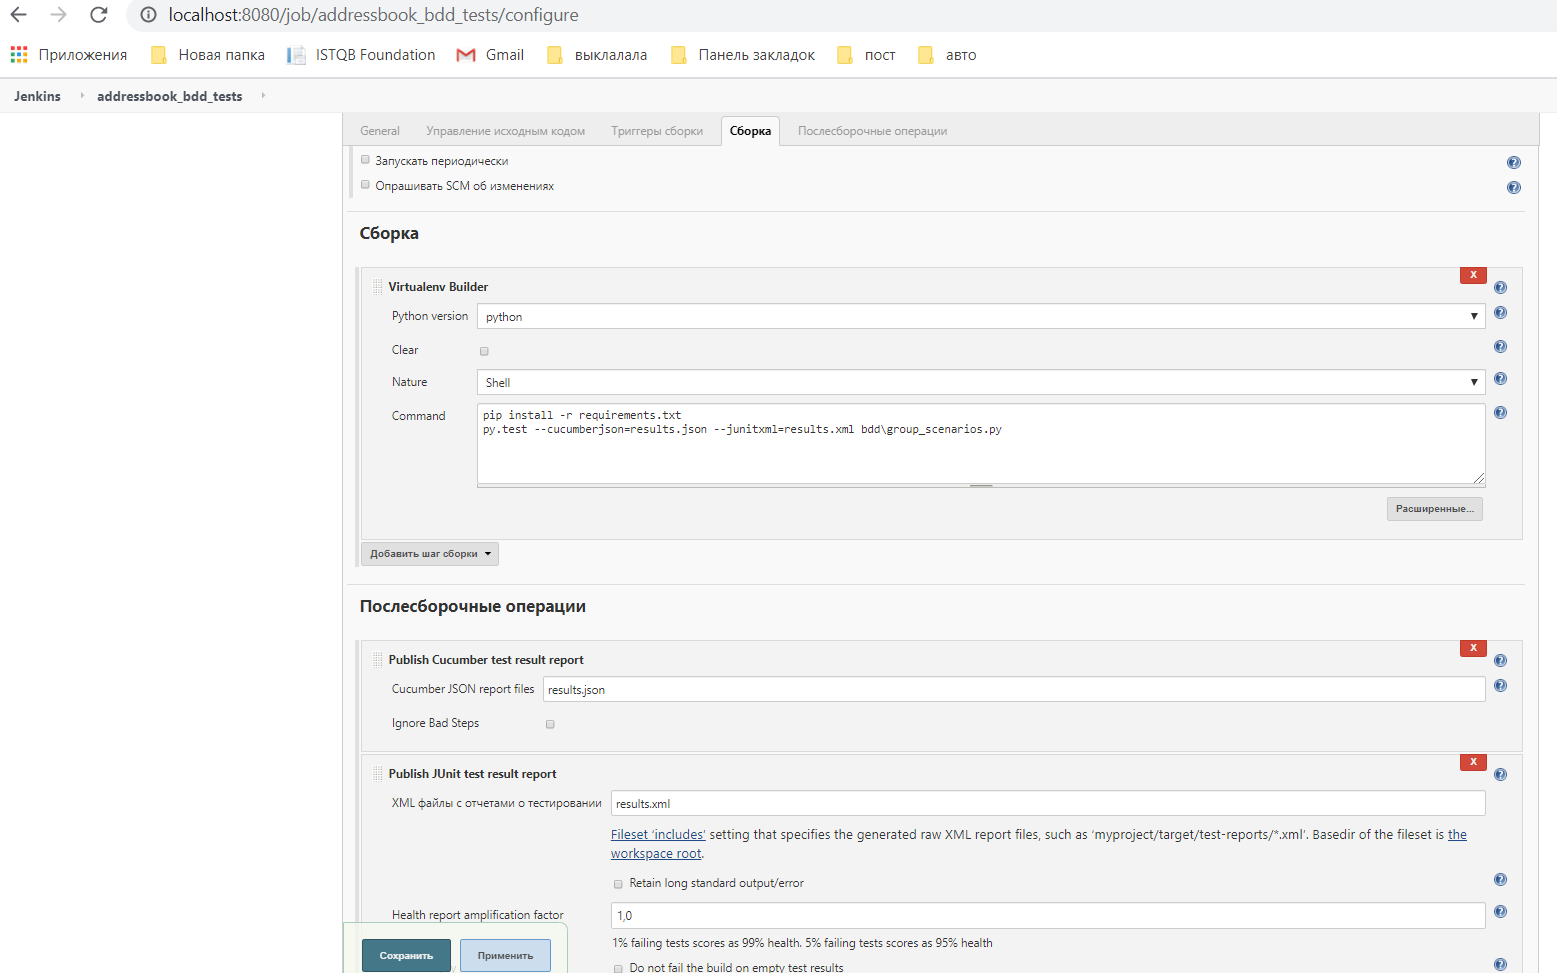 localhost:8080/job/addressbook_bdd_tests/configure
Приложения Новая папка ISTQB Foundation Gmail выклалала Панель закладок пост авто
Jenkins addressbook_bdd_tests
General Управление исходным кодом Триггеры сборки Сборка Послесборочные операции
Запускать периодически
Опрашивать SCM об изменениях
Сборка
X
Virtualenv Builder
Python version python
Clear
Nature Shell
Command
pip install -r requirements.txt
py.test --cucumberjson=results.json --junitxml=results.xml bdd\group_scenarios.py
Расширенные...
Добавить шаг сборки
Послесборочные операции
X
Publish Cucumber test result report
Cucumber JSON report files results.json
Ignore Bad Steps
X
Publish JUnit test result report
XML файлы с отчетами о тестировании results.xml
Fileset 'includes' setting that specifies the generated raw XML report files, such as 'myproject/target/test-reports/*.xml'. Basedir of the fileset is the
workspace root.
Retain long standard output/error
Health report amplification factor 1,0
1% failing tests scores as 99% health. 5% failing tests scores as 95% health
Сохранить Применить
Do not fail the build on empty test results